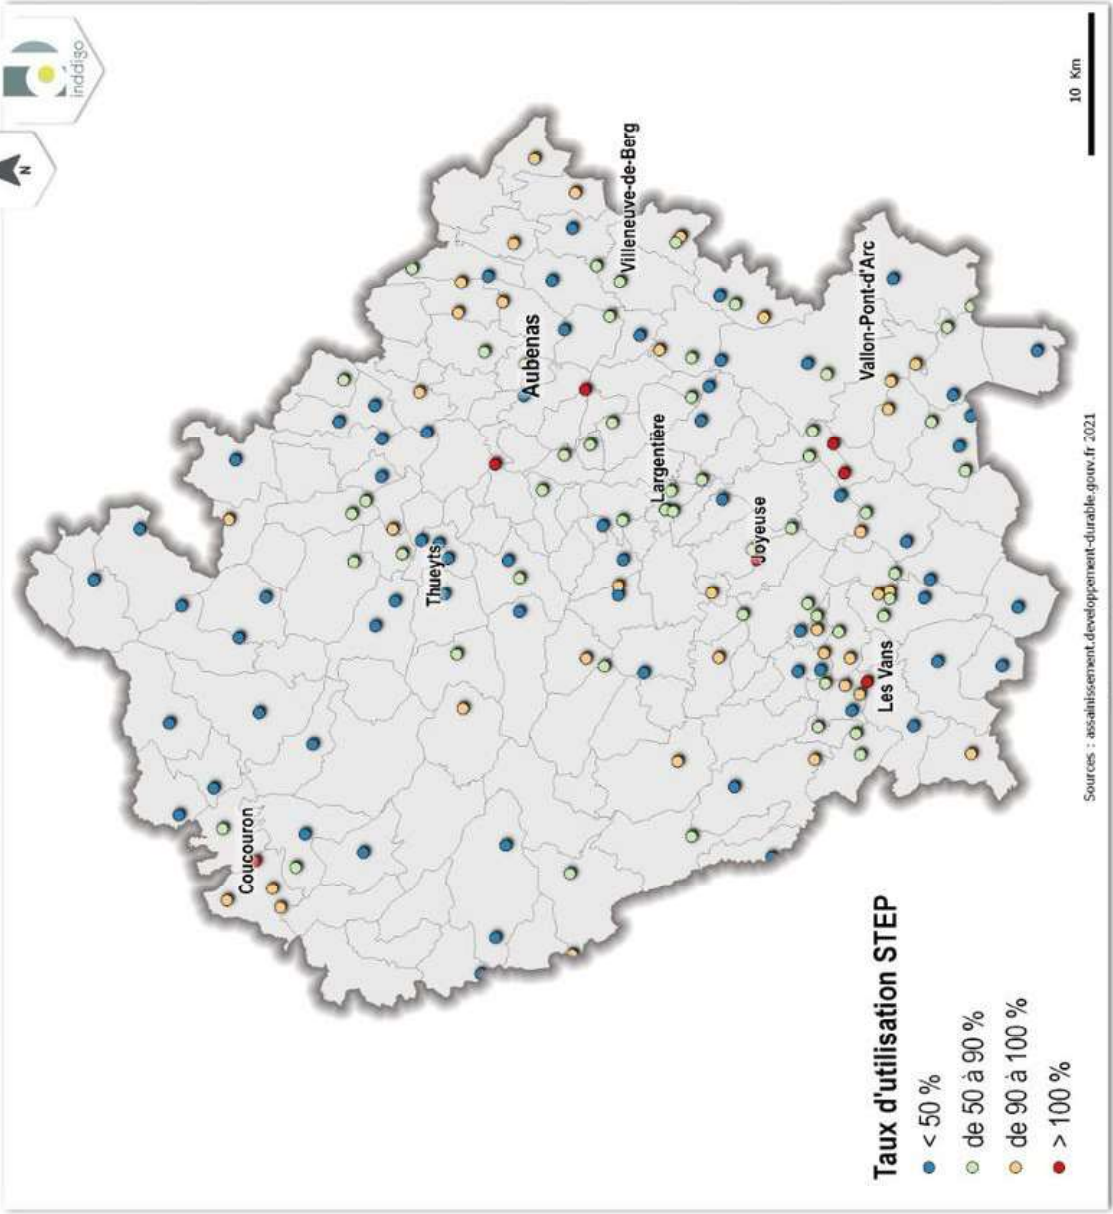 inddigo
N
Coucouron
Thueyts
Aubenas
Villeneuve-de-Berg
Largentière
Joyeuse
Vallon-Pont-d'Arc
Les Vans
Taux d'utilisation STEP
< 50 %
de 50 à 90 %
de 90 à 100 %
> 100 %
10 Km
Sources : assainissement.developpement-durable.gouv.fr 2021